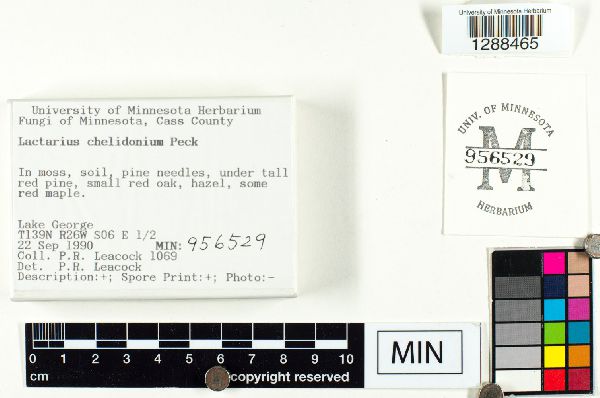 University of Minnesota Herbarium
1288465
University of Minnesota Herbarium
Fungi of Minnesota, Cass County
Lactarius chelidonium Peck
In moss, soil, pine needles, under tall
red pine, small red oak, hazel, some
red maple.
Lake George
T139N R26W S06 E 1/2
22 Sep 1990 MIN: 956529
Coll. P.R. Leacock 1069
Det. P.R. Leacock
Description:+; Spore Print:+; Photo:-
UNIV. OF MINNESOTA
M
956529
HERBARIUM
0 1 2 3 4 5 6 7 8 9 10
cm copyright reserved
MIN